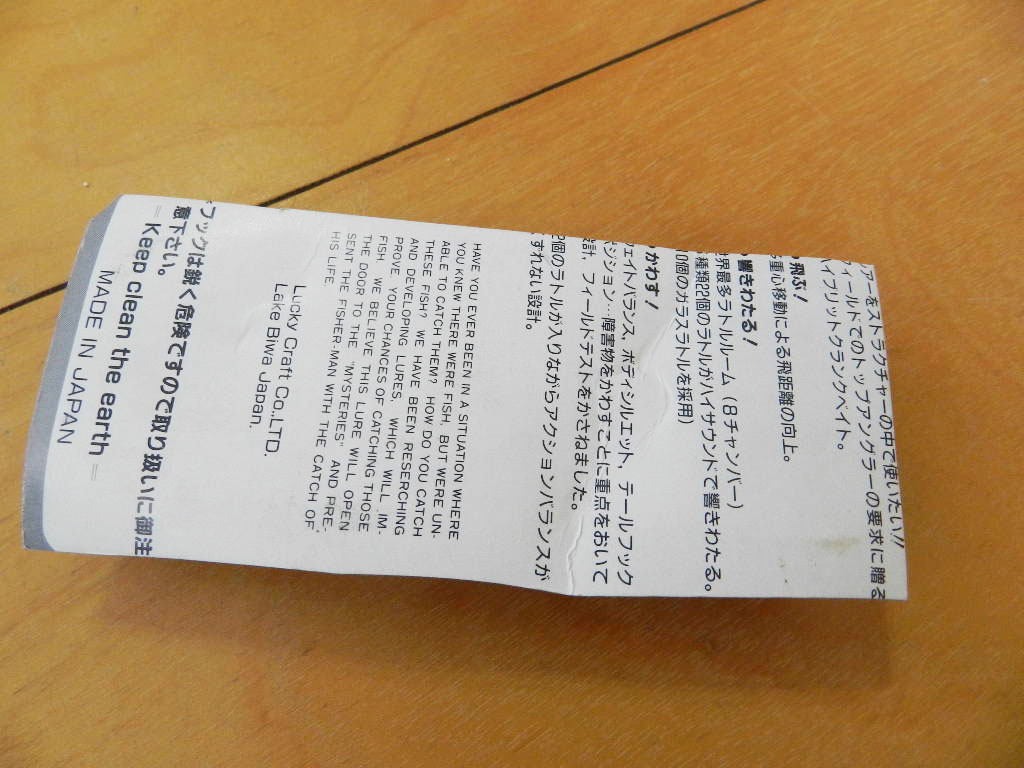 アーをストラクチャーの中で使いたい!!
フィールドでのトップアングラーの要求に贈る
ハイブリットクランクベイト。
飛ぶ!
重心移動による飛距離の向上。
響きわたる!
世界最多ラトルルーム(8チャンバー)
種類22個のラトルがハイサウンドで響きわたる。
0個のガラスラトルを採用)
かわす!
ウェイトバランス、ボディシルエット、テールフック
ポジション…障害物をかわすことに重点をおいて
設計、フィールドテストをかさねました。
2個のラトルが入りながらアクションバランスが
くずれない設計。
HAVE YOU EVER BEEN IN A SITUATION WHERE
YOU KNEW THERE WERE FISH, BUT WERE UN-
ABLE TO CATCH THEM? HOW DO YOU CATCH
THESE FISH? WE HAVE BEEN RESERCHING
AND DEVELOPING LURES, WHICH WILL IM-
PROVE YOUR CHANCES OF CATCHING THOSE
FISH. WE BELIEVE THIS LURE WILL OPEN
THE DOOR TO THE "MYSTERIES" AND PRE-
SENT THE FISHER-MAN WITH THE CATCH OF
HIS LIFE.
Lucky Craft Co.,LTD.
Lake Biwa Japan.
*フックは鋭く危険ですので取り扱いに御注
意下さい。
=Keep clean the earth=
MADE IN JAPAN